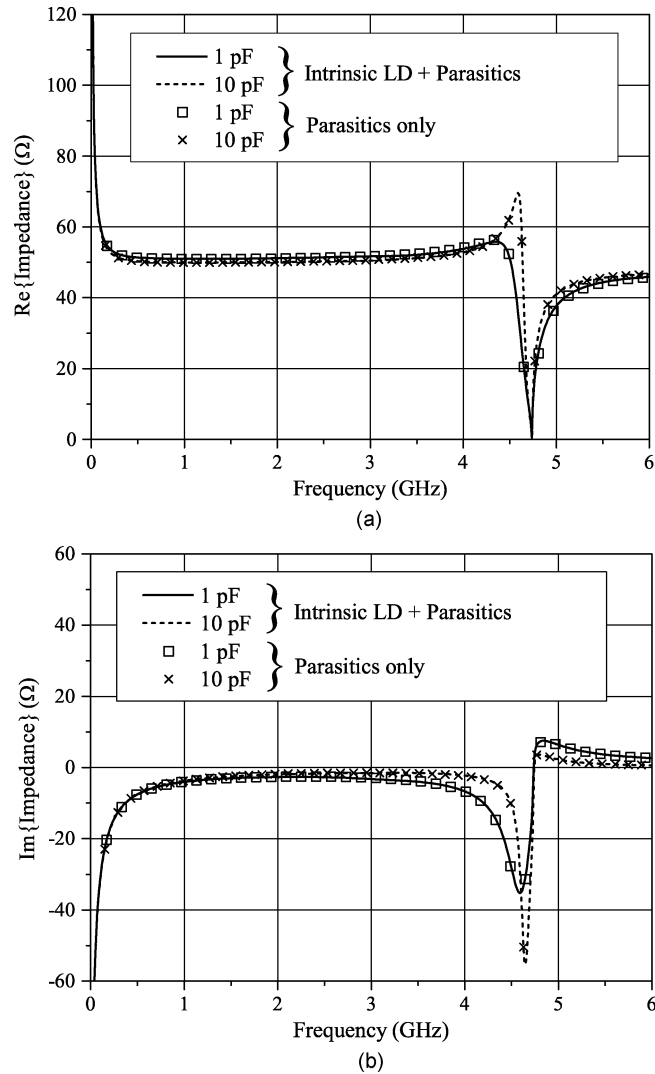 120
100
80
60
40
20
0
Re{Impedance} (Ω)
1 pF
10 pF
Intrinsic LD + Parasitics
1 pF
10 pF
Parasitics only
0 1 2 3 4 5 6
Frequency (GHz)
(a)
60
40
20
0
-20
-40
-60
Im{Impedance} (Ω)
1 pF
10 pF
Intrinsic LD + Parasitics
1 pF
10 pF
Parasitics only
0 1 2 3 4 5 6
Frequency (GHz)
(b)